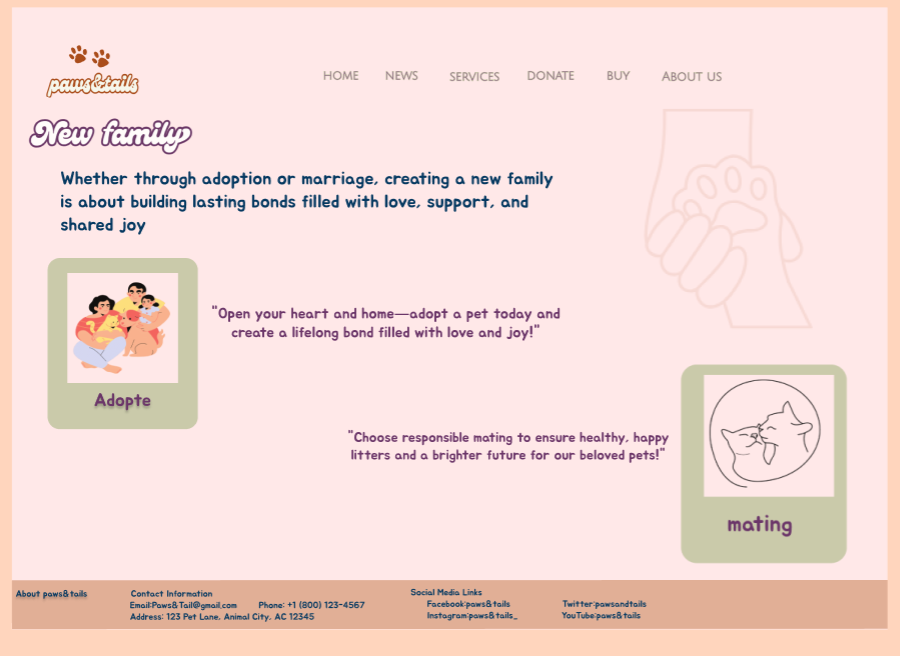 paws&tails
HOME NEWS SERVICES DONATE BUY ABOUT US
New family
Whether through adoption or marriage, creating a new family
is about building lasting bonds filled with love, support, and
shared joy
"Open your heart and home—adopt a pet today and
create a lifelong bond filled with love and joy!"
Adopte
"Choose responsible mating to ensure healthy, happy
litters and a brighter future for our beloved pets!"
mating
About paws&tails
Contact Information
Email:Paws&Tail@gmail.com Phone: +1 (800) 123-4567
Address: 123 Pet Lane, Animal City, AC 12345
Social Media Links
Facebook:paws&tails Twitter:pawsandtails
Instagram:paws&tails_ YouTube:paws&tails